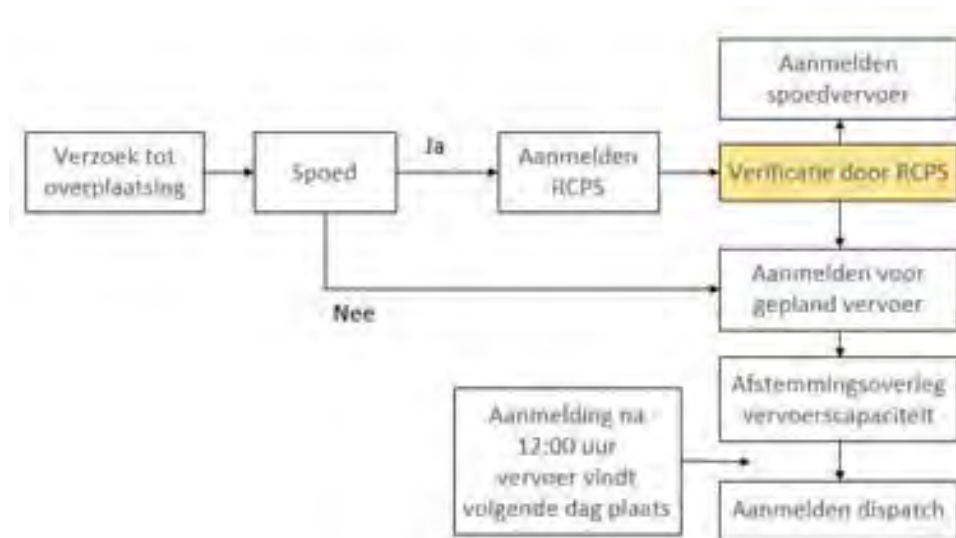 Aanmelden
spoedvervoer
Verzoek tot
overplaatsing
Spoed
Ja
Aanmelden
RCPS
Verificatie door RCPS
Nee
Aanmelden voor
gepland vervoer
Afstemmingsoverleg
vervoerscapaciteit
Aanmelding na
12:00 uur
vervoer vindt
volgende dag plaats
Aanmelden dispatch